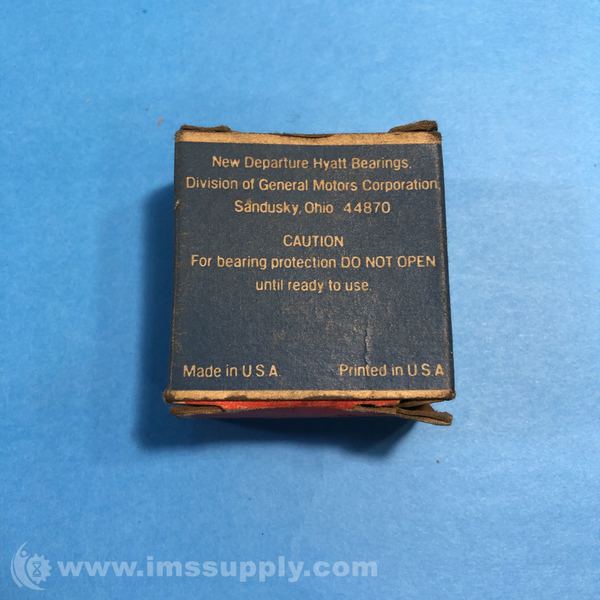 New Departure Hyatt Bearings,
Division of General Motors Corporation,
Sandusky, Ohio 44870
CAUTION
For bearing protection DO NOT OPEN
until ready to use.
Made in U.S.A. Printed in U.S.A
www.imssupply.com